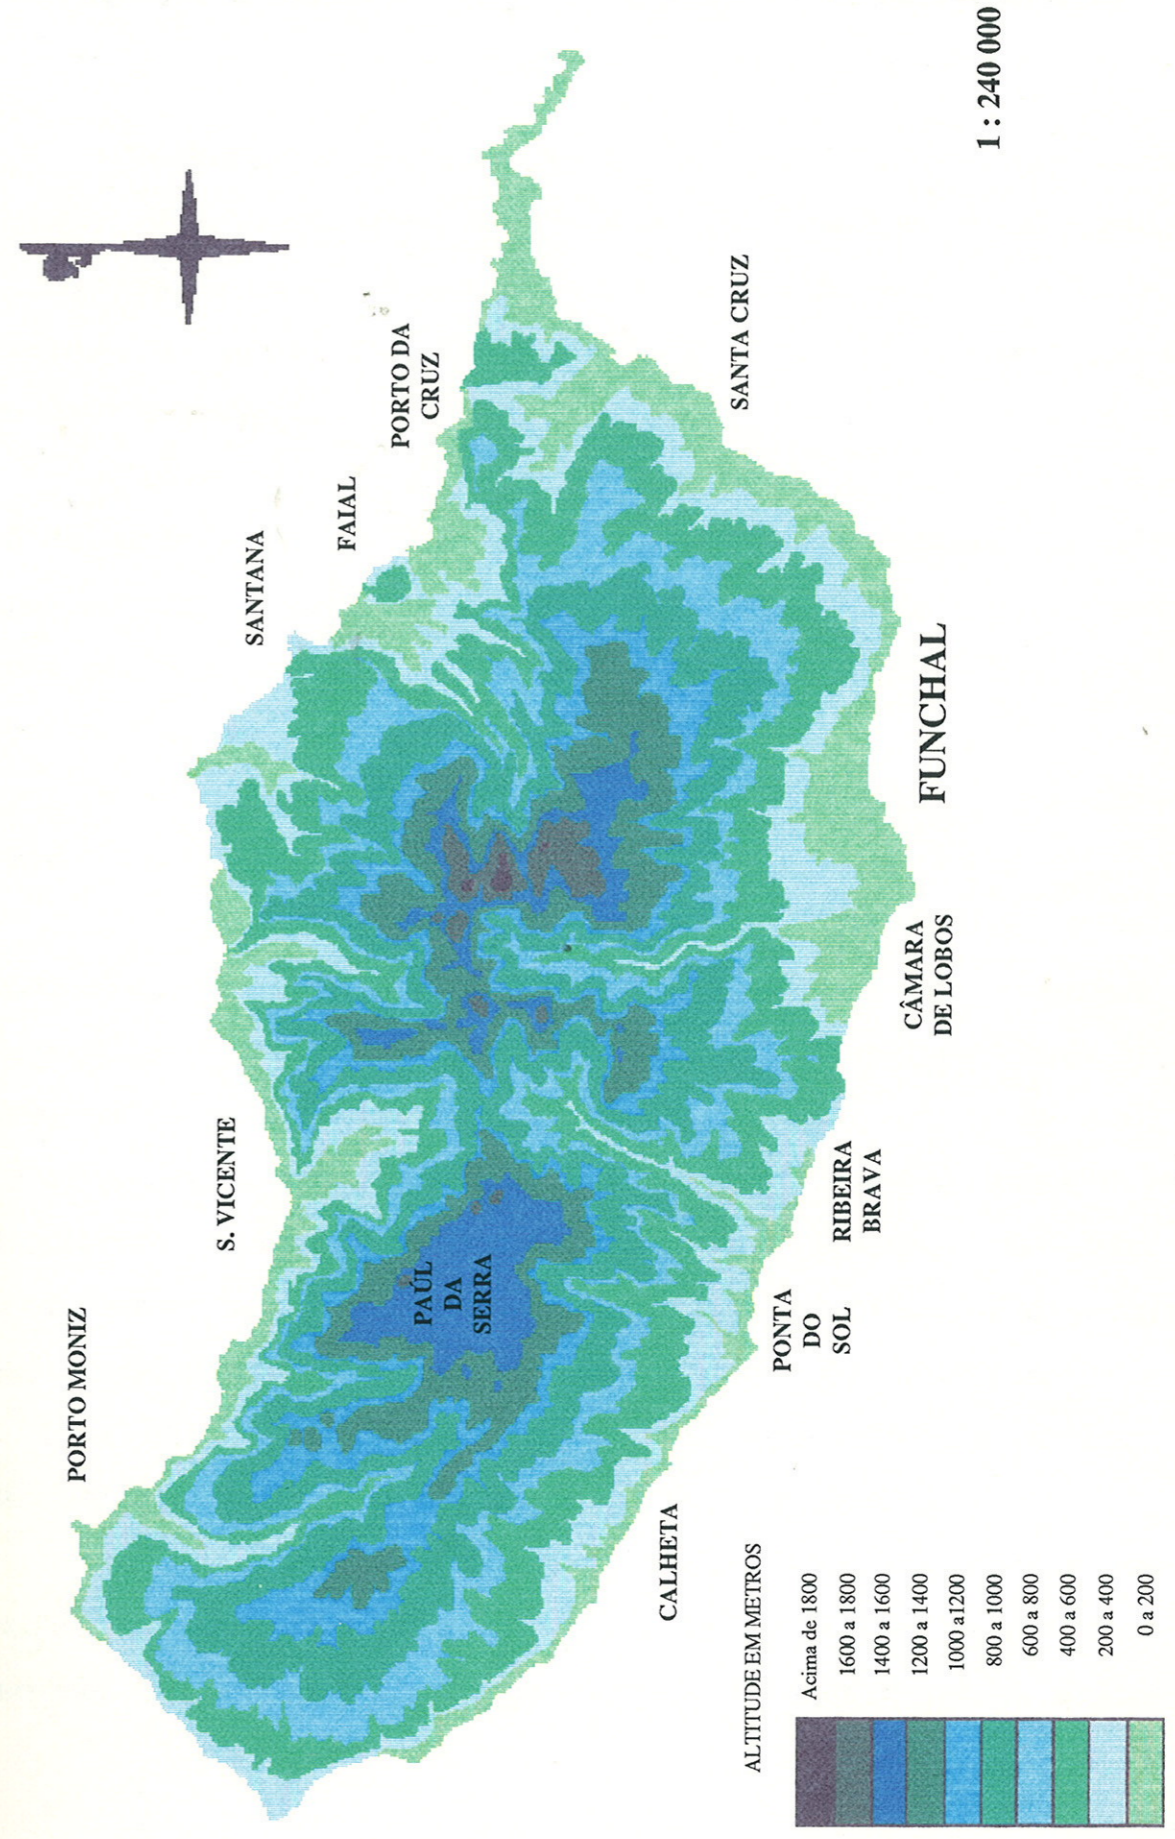 PORTO MONIZ
S. VICENTE
SANTANA
FAIAL
PORTO DA
CRUZ
PAÚL
DA
SERRA
SANTA CRUZ
CALHETA
PONTA
DO
SOL
RIBEIRA
BRAVA
CÂMARA
DE LOBOS
FUNCHAL
1 : 240 000
ALTITUDE EM METROS
Acima de 1800
1600 a 1800
1400 a 1600
1200 a 1400
1000 a1200
800 a 1000
600 a 800
400 a 600
200 a 400
0 a 200